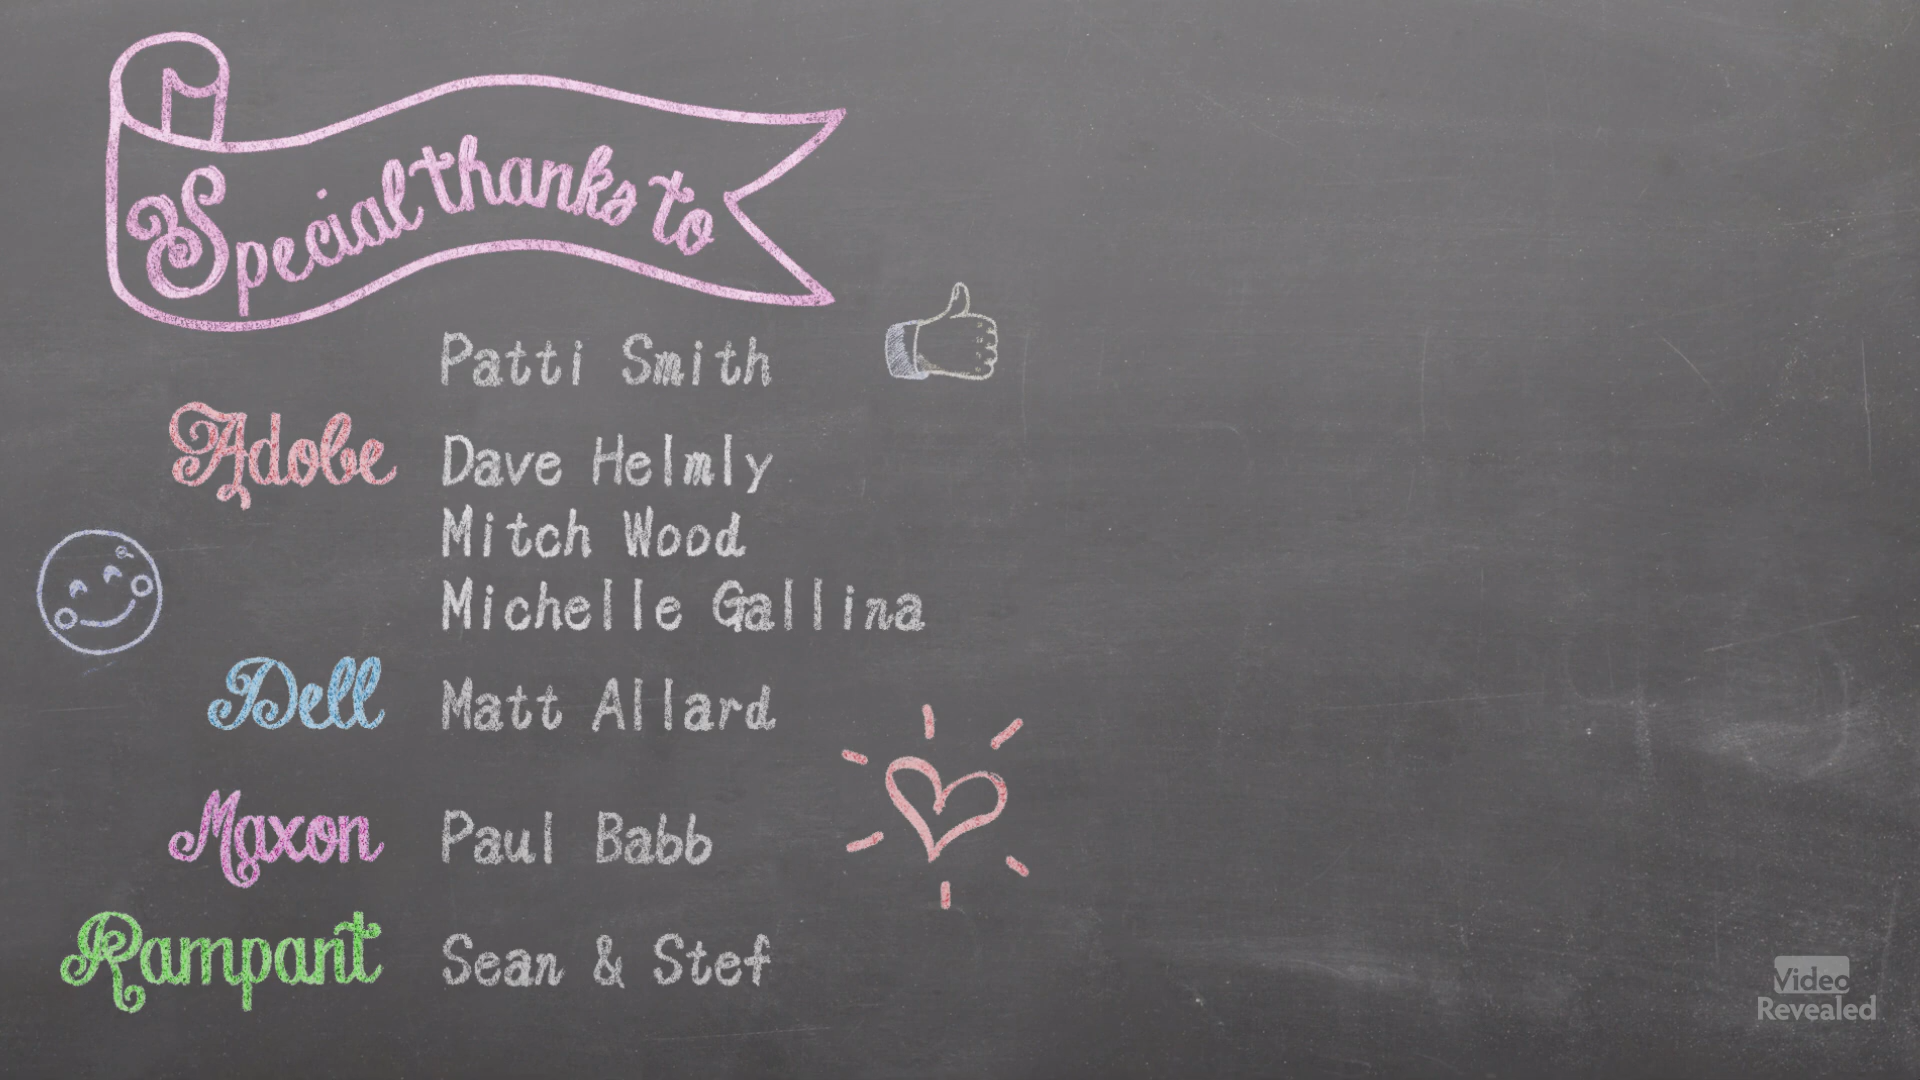 Special thanks to
Patti Smith
Adobe Dave Helmly
Mitch Wood
Michelle Gallina
Dell Matt Allard
Maxon Paul Babb
Rampant Sean & Stef
Video
Revealed